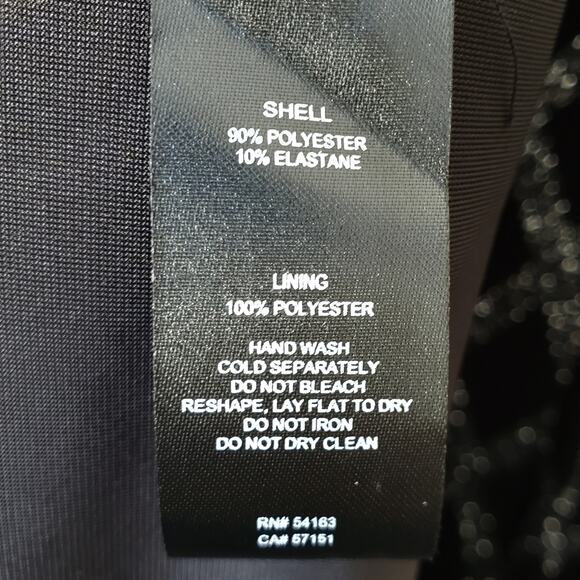 SHELL
90% POLYESTER
10% ELASTANE
LINING
100% POLYESTER
HAND WASH
COLD SEPARATELY
DO NOT BLEACH
RESHAPE, LAY FLAT TO DRY
DO NOT IRON
DO NOT DRY CLEAN
RN# 54163
CA# 57151